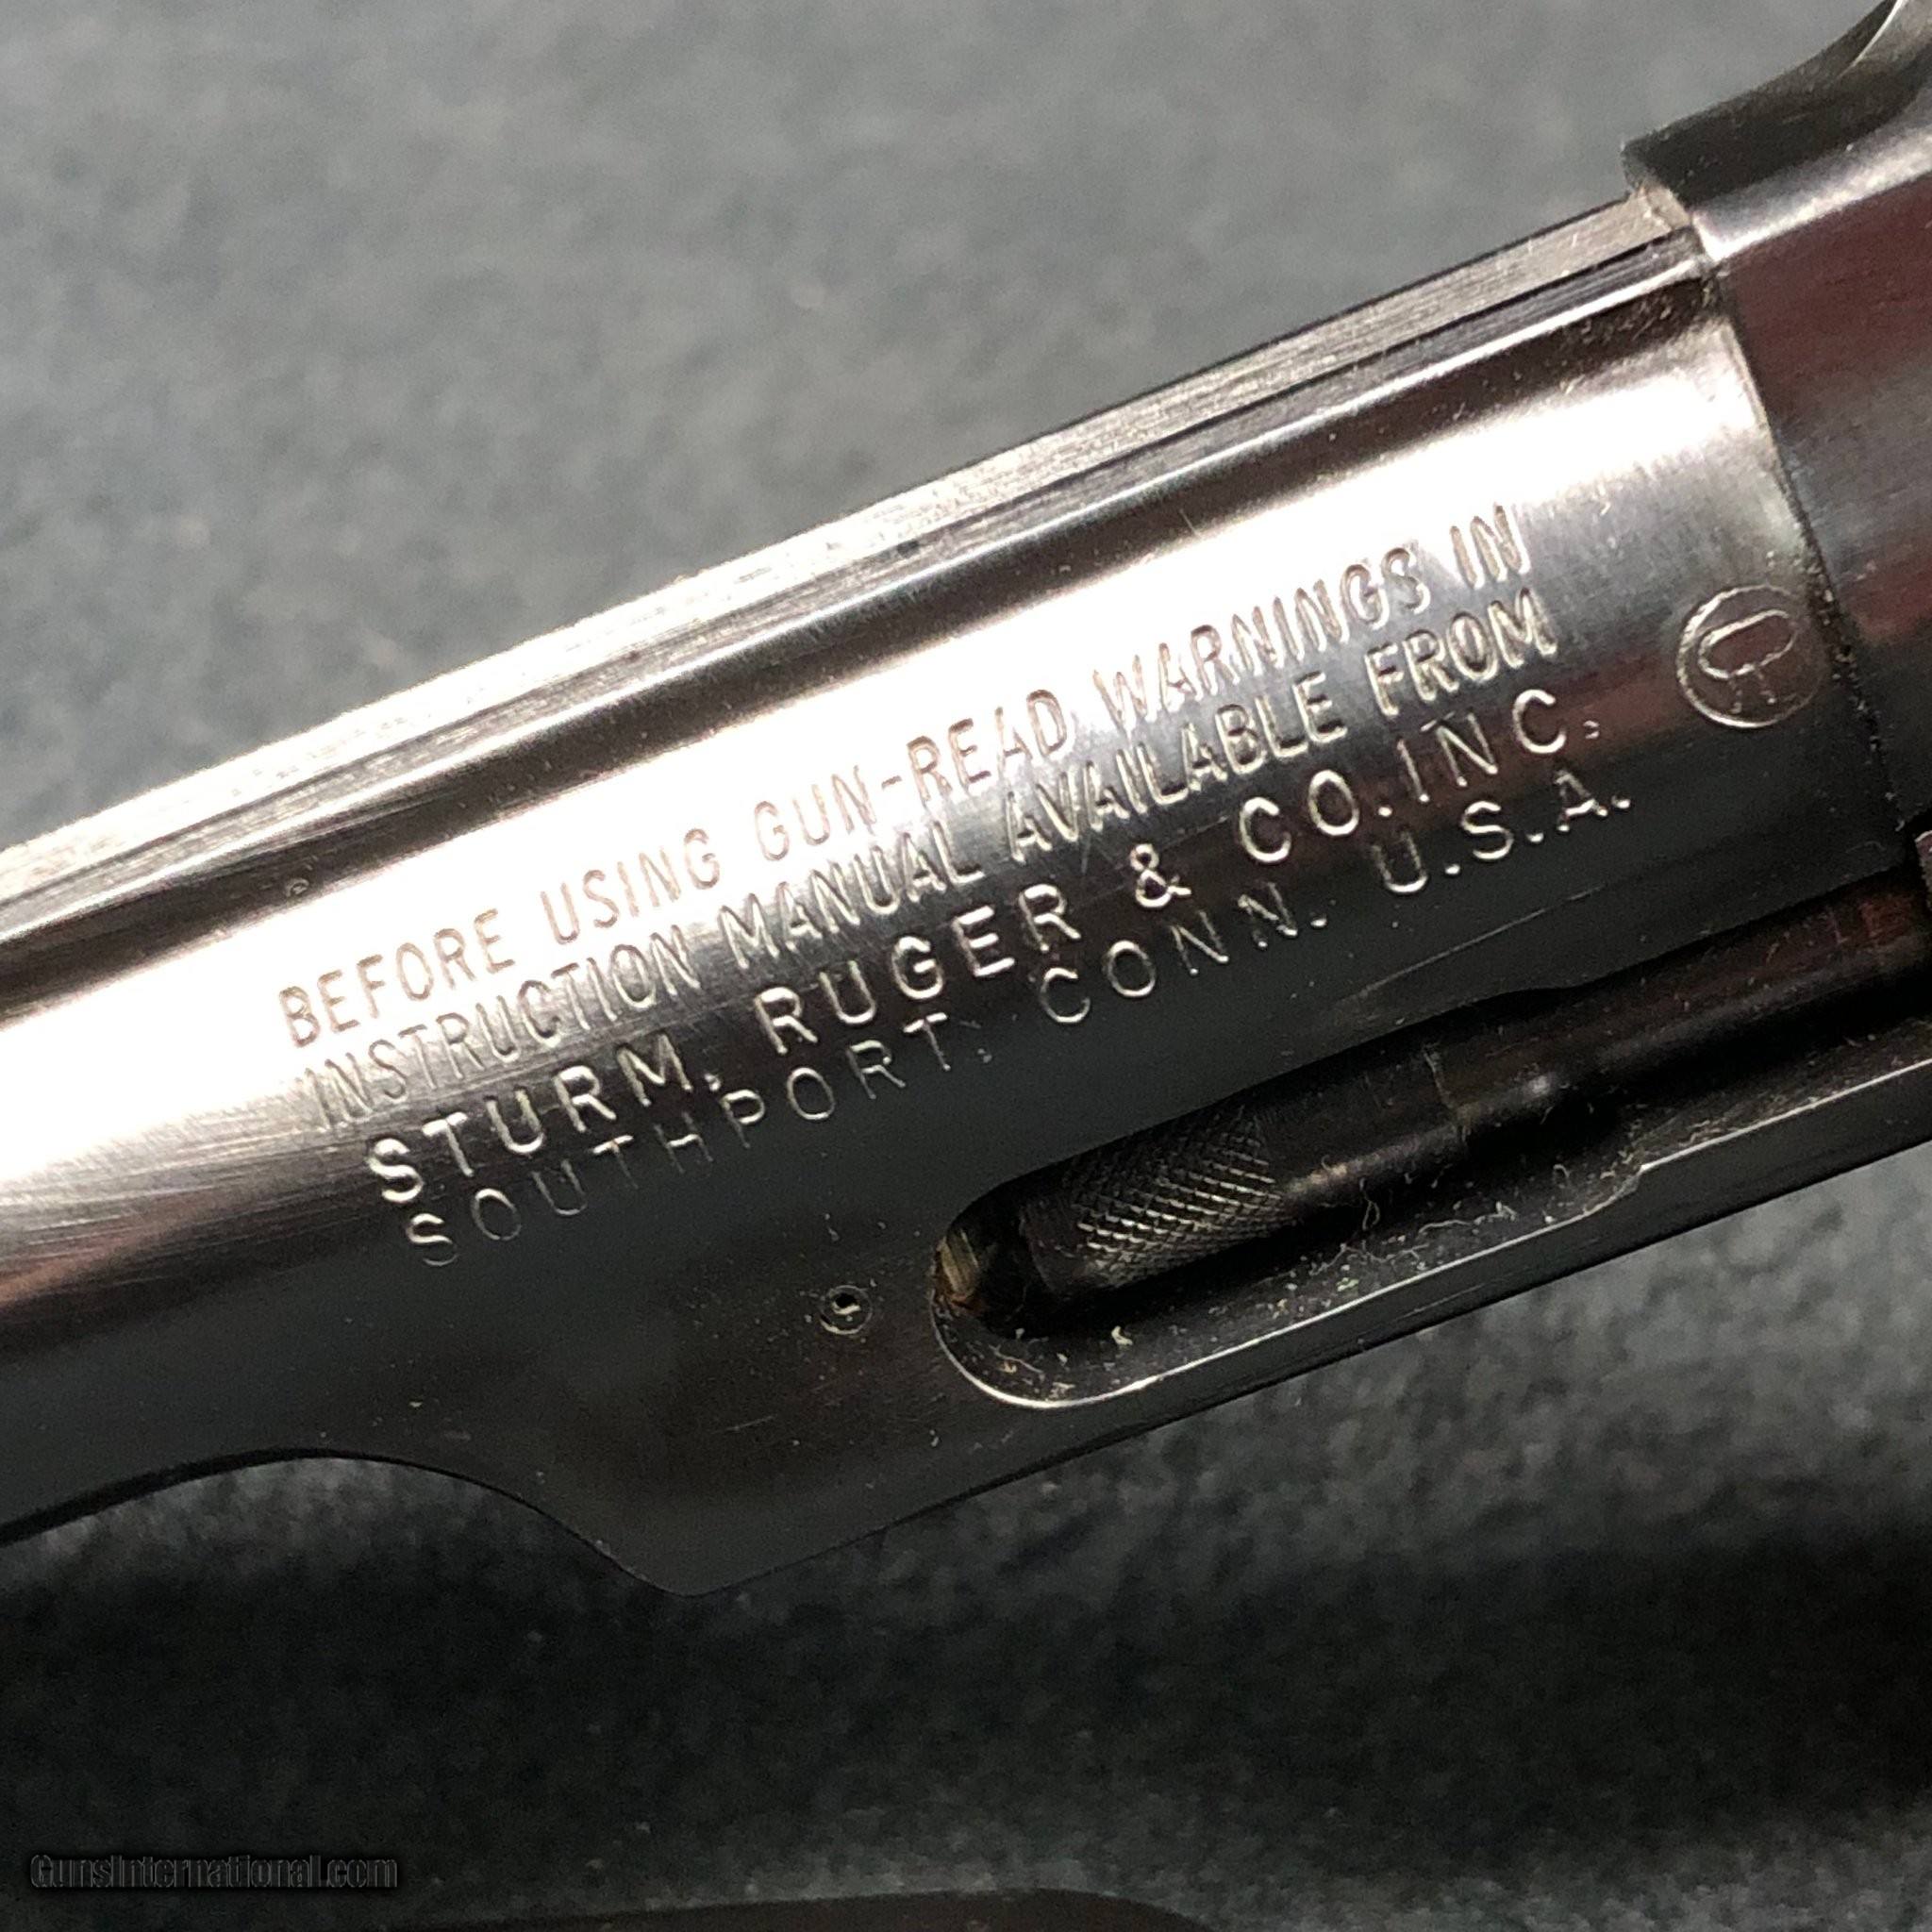 BEFORE USING GUN-READ WARNINGS IN
INSTRUCTION MANUAL AVAILABLE FROM
STURM, RUGER & CO. INC.
SOUTHPORT, CONN. U.S.A.
GunsInternational.com